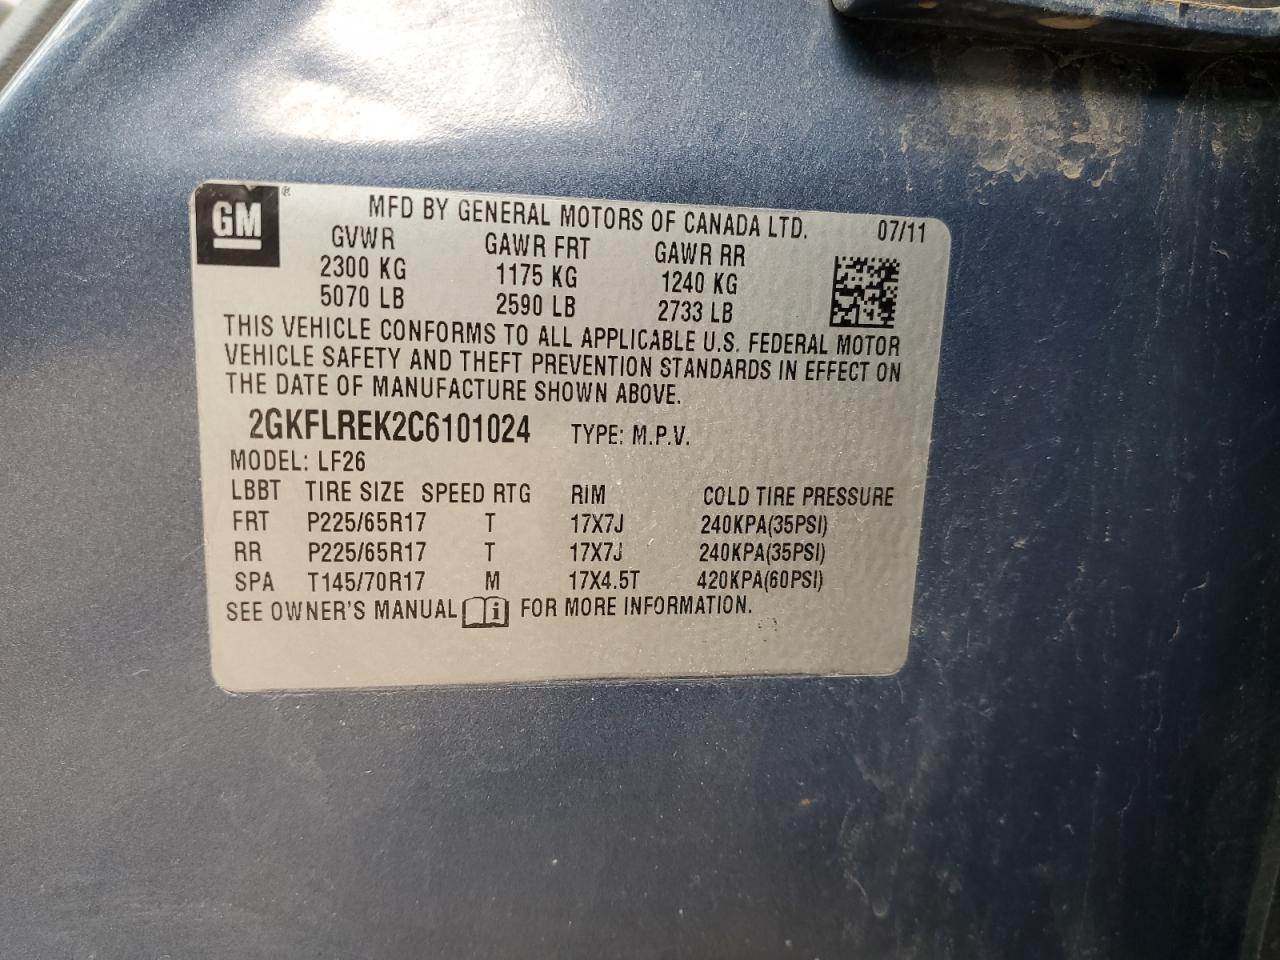 GM ® MFD BY GENERAL MOTORS OF CANADA LTD. 07/11
GVWR GAWR FRT GAWR RR
2300 KG 1175 KG 1240 KG
5070 LB 2590 LB 2733 LB
THIS VEHICLE CONFORMS TO ALL APPLICABLE U.S. FEDERAL MOTOR
VEHICLE SAFETY AND THEFT PREVENTION STANDARDS IN EFFECT ON
THE DATE OF MANUFACTURE SHOWN ABOVE.
2GKFLREK2C6101024 TYPE: M.P.V.
MODEL: LF26
LBBT TIRE SIZE SPEED RTG RIM COLD TIRE PRESSURE
FRT P225/65R17 T 17X7J 240KPA(35PSI)
RR P225/65R17 T 17X7J 240KPA(35PSI)
SPA T145/70R17 M 17X4.5T 420KPA(60PSI)
SEE OWNER'S MANUAL i FOR MORE INFORMATION.